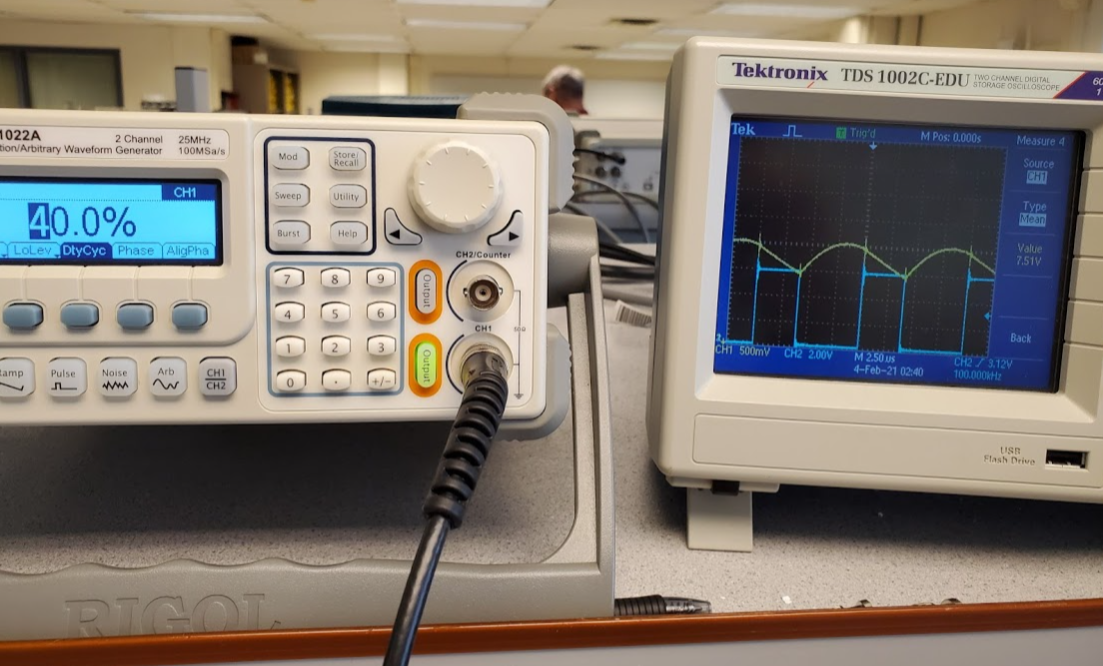 1022A
2 Channel 25MHz
tion/Arbitrary Waveform Generator 100MSa/s
CH1
40.0%
LoLev DtyCyc Phase AligPha
Mod Store/
Recall
Sweep Utility
Burst Help
CH2/Counter
7 8 9
4 5 6
1 2 3
0 . +/-
Output
CH1
Output
50Ω
amp Pulse Noise Arb CH1
CH2
RIGOL
Tektronix TDS 1002C-EDU TWO CHANNEL DIGITAL
STORAGE OSCILLOSCOPE
60
1
Tek T Trig'd M Pos: 0.000s Measure 4
Source
CH1
Type
Mean
Value
7.51V
Back
CH1 500mV CH2 2.00V M 2.50us CH2 / 3.12V
4-Feb-21 02:40 100.000kHz
USB
Flash Drive